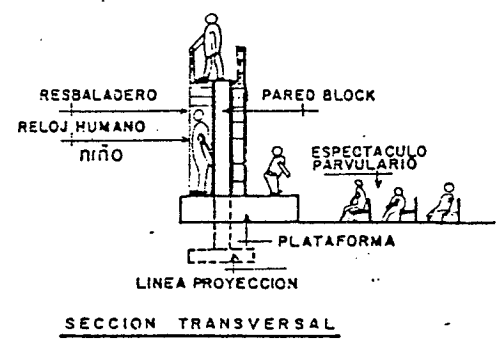 RESBALADERO
PARED BLOCK
RELOJ HUMANO
NIÑO
ESPECTACULO
PARVULARIO
PLATAFORMA
LINEA PROYECCION
SECCION TRANSVERSAL